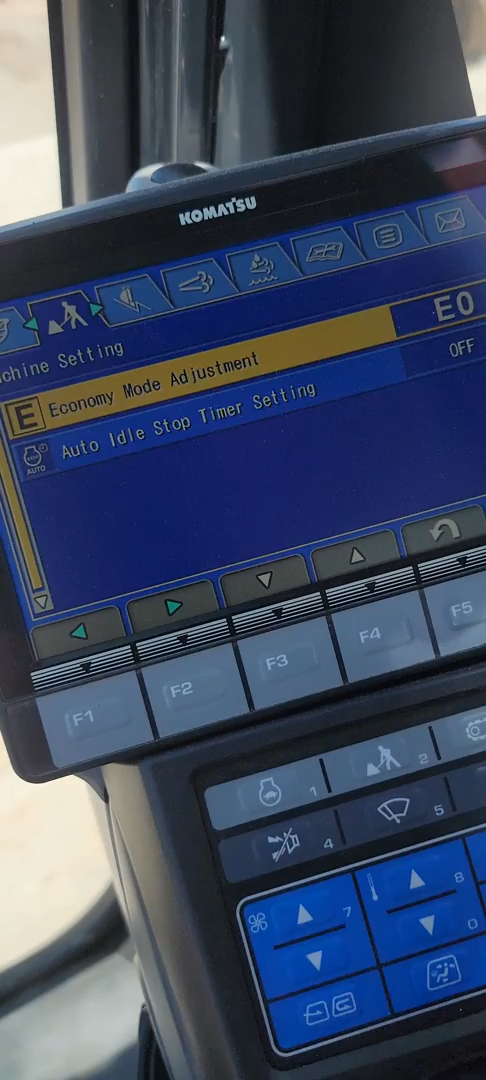 KOMATSU
chine Setting
E Economy Mode Adjustment E0
AUTO Auto Idle Stop Timer Setting OFF
F1 F2 F3 F4 F5
1 2
4 5
7 8
0